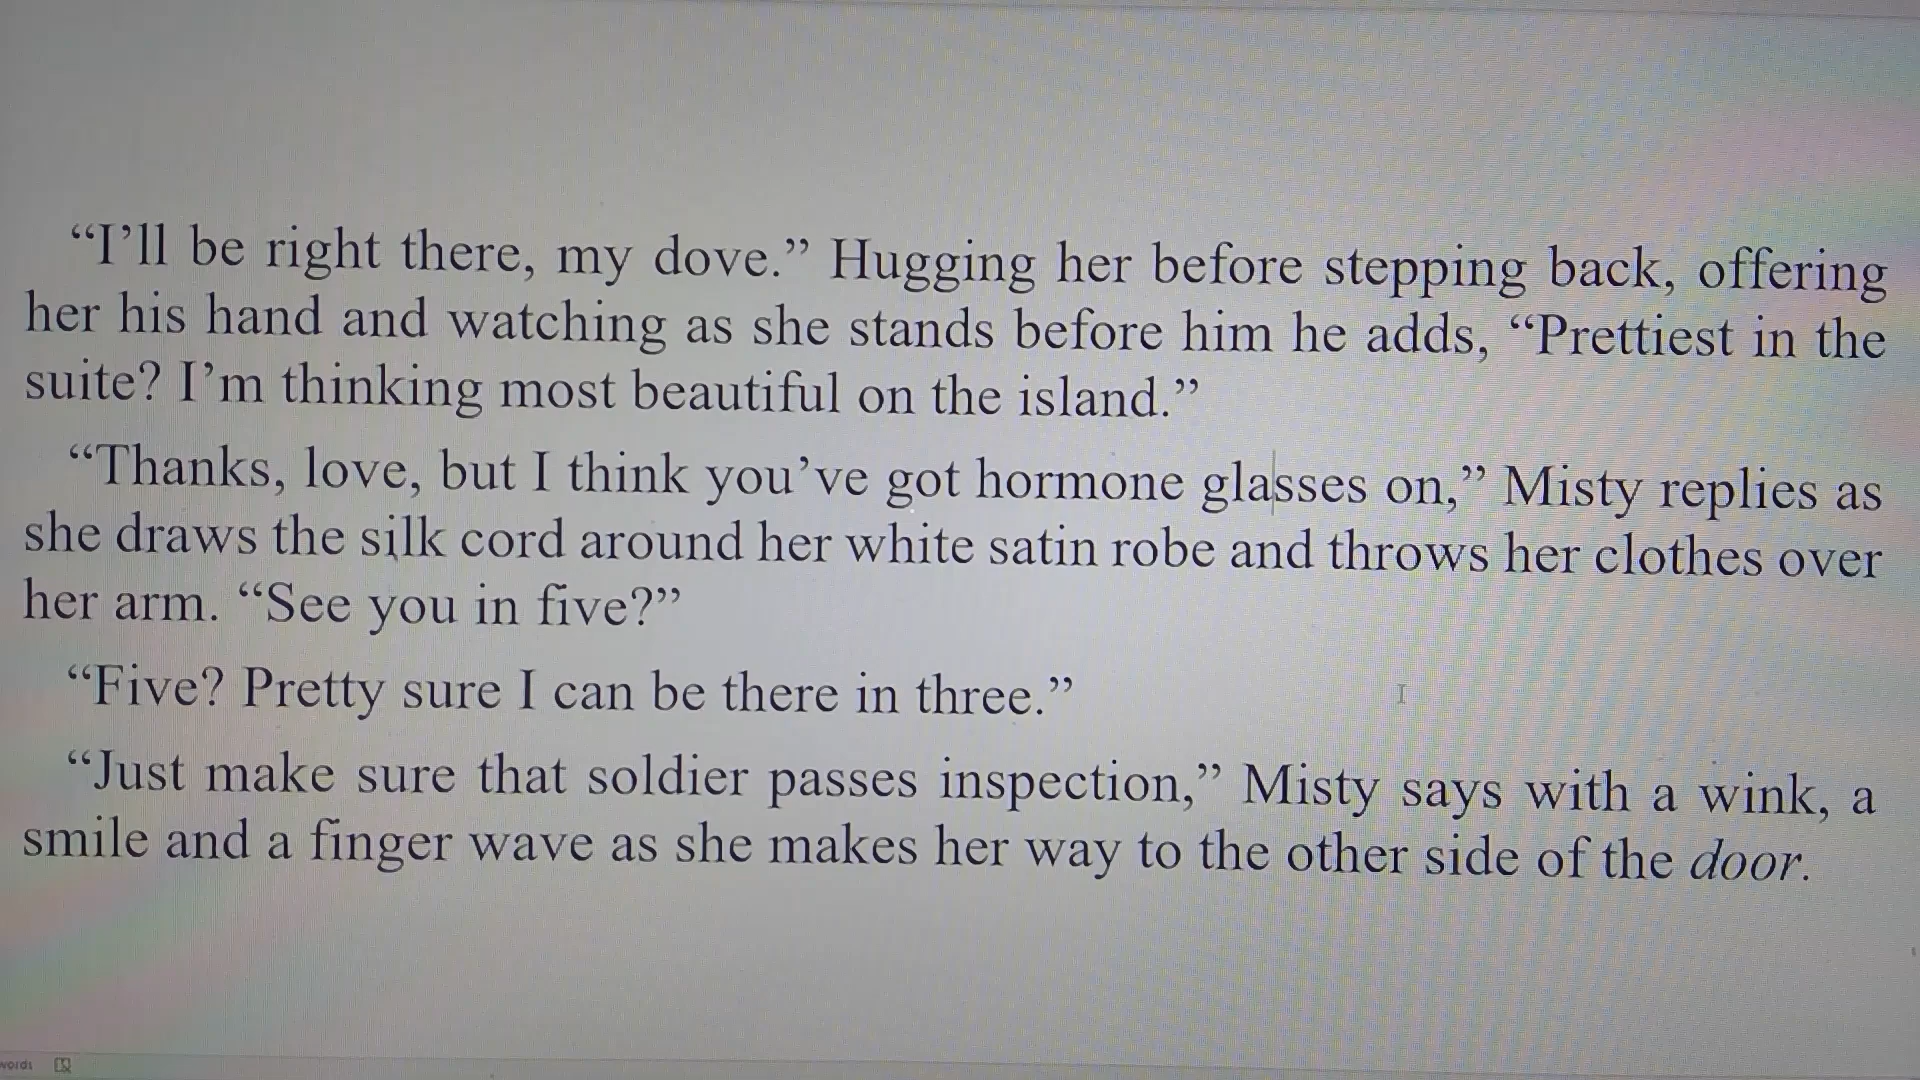 “I’ll be right there, my dove.” Hugging her before stepping back, offering
her his hand and watching as she stands before him he adds, “Prettiest in the
suite? I’m thinking most beautiful on the island.”
“Thanks, love, but I think you’ve got hormone glasses on,” Misty replies as
she draws the silk cord around her white satin robe and throws her clothes over
her arm. “See you in five?”
“Five? Pretty sure I can be there in three.”
“Just make sure that soldier passes inspection,” Misty says with a wink, a
smile and a finger wave as she makes her way to the other side of the door.
words